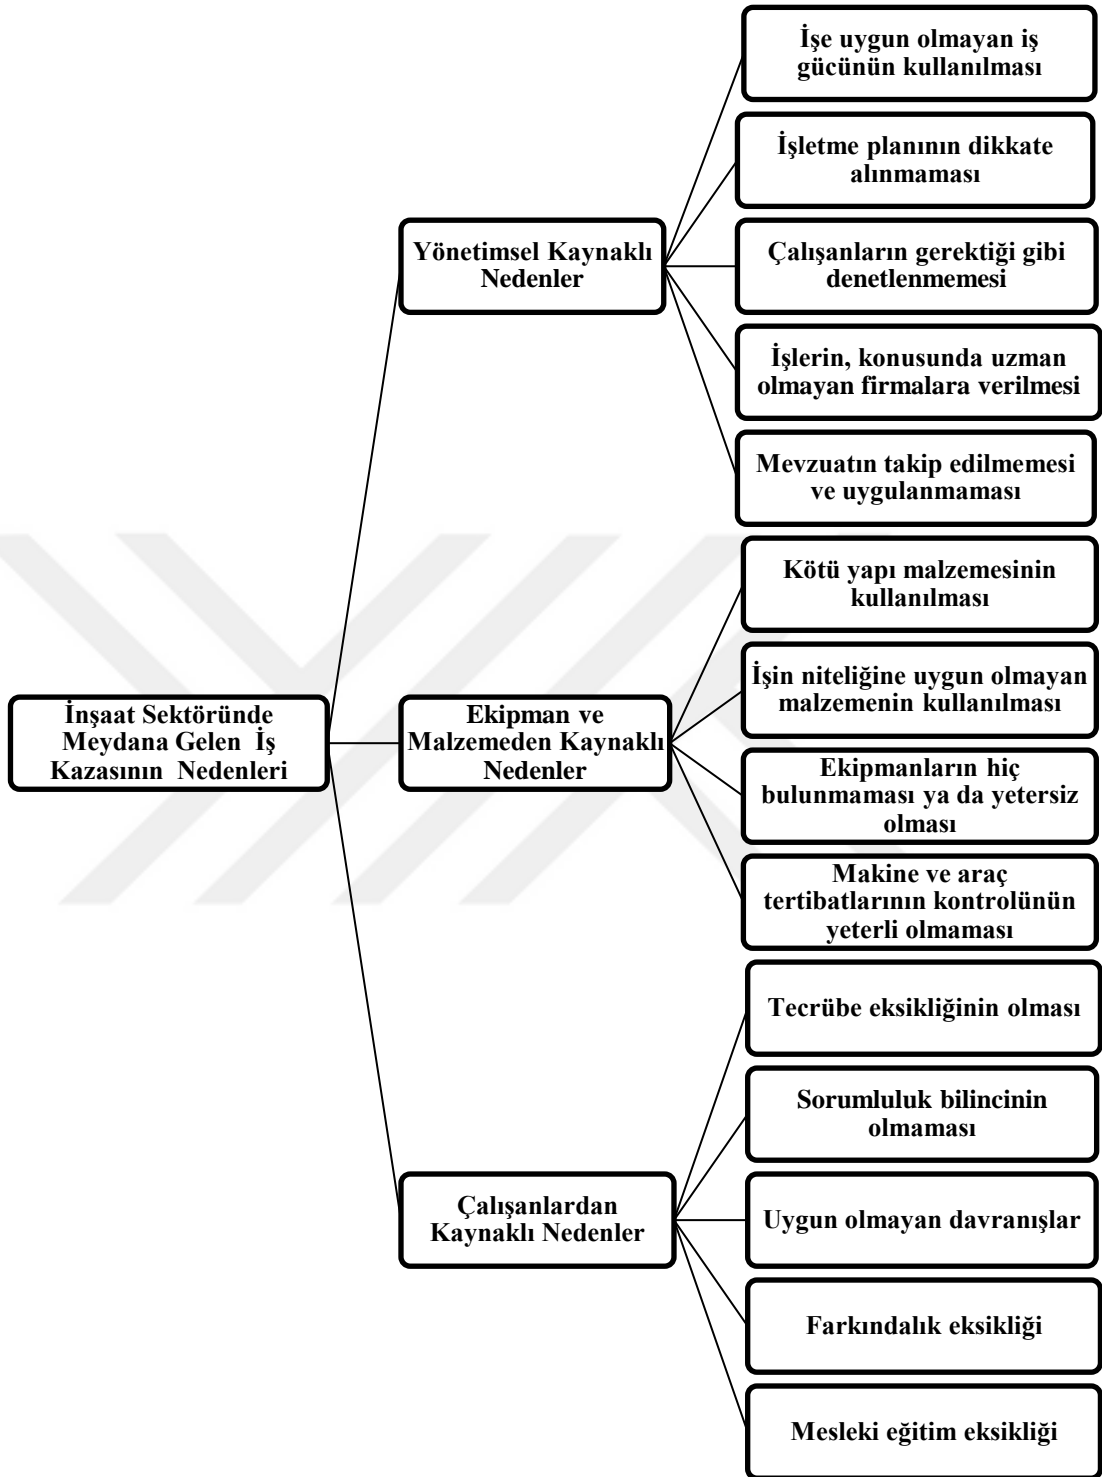 İnşaat Sektöründe
Meydana Gelen İş
Kazasının Nedenleri
Yönetimsel Kaynaklı
Nedenler
İşe uygun olmayan iş
gücünün kullanılması
İşletme planının dikkate
alınmaması
Çalışanların gerektiği gibi
denetlenmemesi
İşlerin, konusunda uzman
olmayan firmalara verilmesi
Mevzuatın takip edilmemesi
ve uygulanmaması
Ekipman ve
Malzemeden Kaynaklı
Nedenler
Kötü yapı malzemesinin
kullanılması
İşin niteliğine uygun olmayan
malzemenin kullanılması
Ekipmanların hiç
bulunmaması ya da yetersiz
olması
Makine ve araç
tertibatlarının kontrolünün
yeterli olmaması
Çalışanlardan
Kaynaklı Nedenler
Tecrübe eksikliğinin olması
Sorumluluk bilincinin
olmaması
Uygun olmayan davranışlar
Farkındalık eksikliği
Mesleki eğitim eksikliği